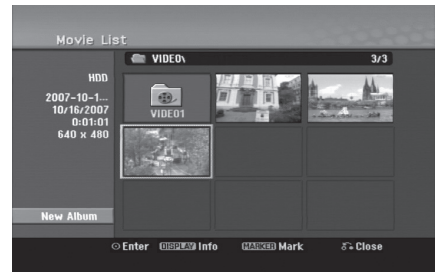 Movie List
VIDEO\ 3/3
HDD
2007-10-1...
10/16/2007
0:01:01
640 x 480
VIDEO1
New Album
Enter DISPLAY Info MARKER Mark Close